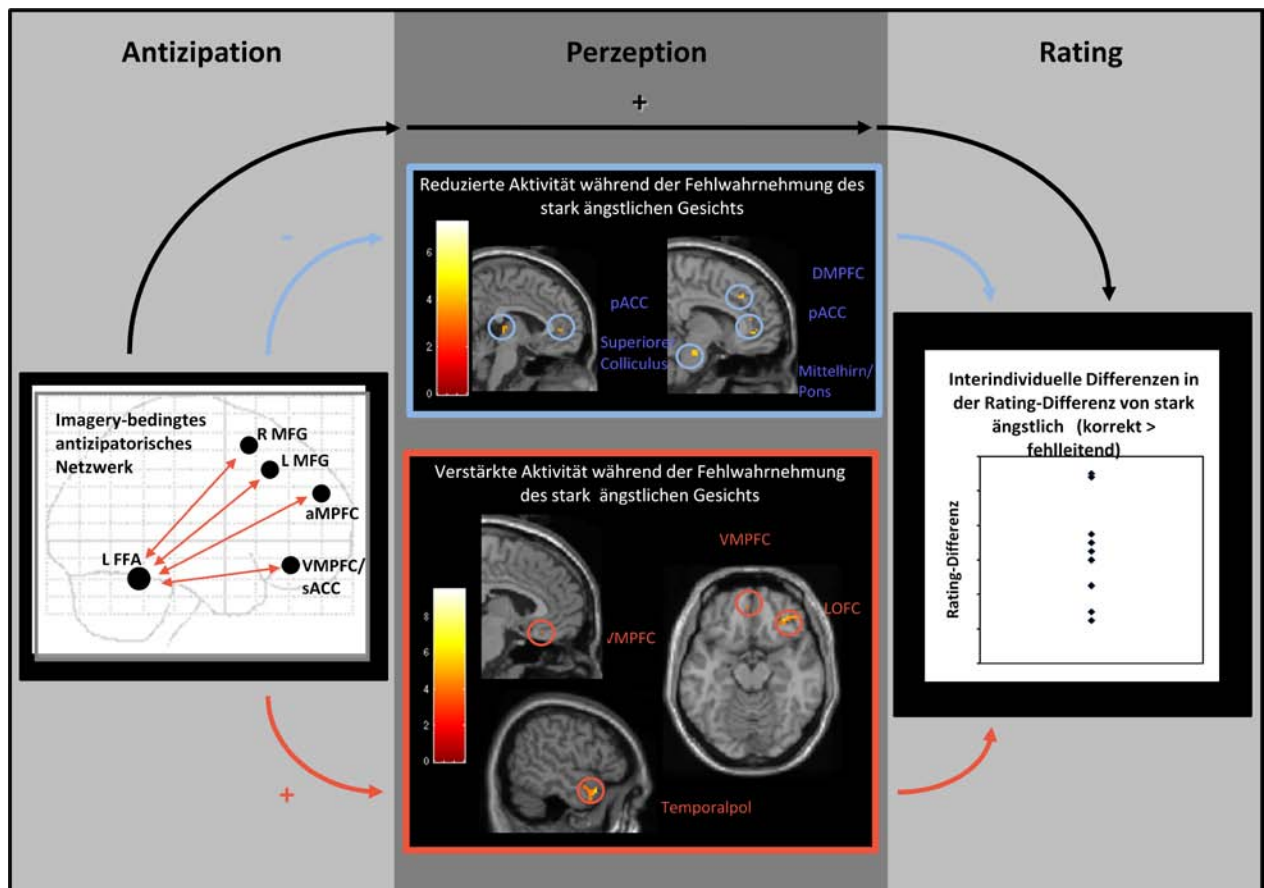 Antizipation
Perzeption
Rating
+
-
Reduzierte Aktivität während der Fehlwahrnehmung des
stark ängstlichen Gesichts
6
4
2
0
pACC
Superiore
Colliculus
DMPFC
pACC
Mittelhirn/
Pons
Imagery-bedingtes
antizipatorisches
Netzwerk
R MFG
L MFG
aMPFC
L FFA
VMPFC/
sACC
Verstärkte Aktivität während der Fehlwahrnehmung
des stark ängstlichen Gesichts
8
6
4
2
0
VMPFC
VMPFC
LOFC
Temporalpol
+
Interindividuelle Differenzen in
der Rating-Differenz von stark
ängstlich (korrekt >
fehlleitend)
Rating-Differenz